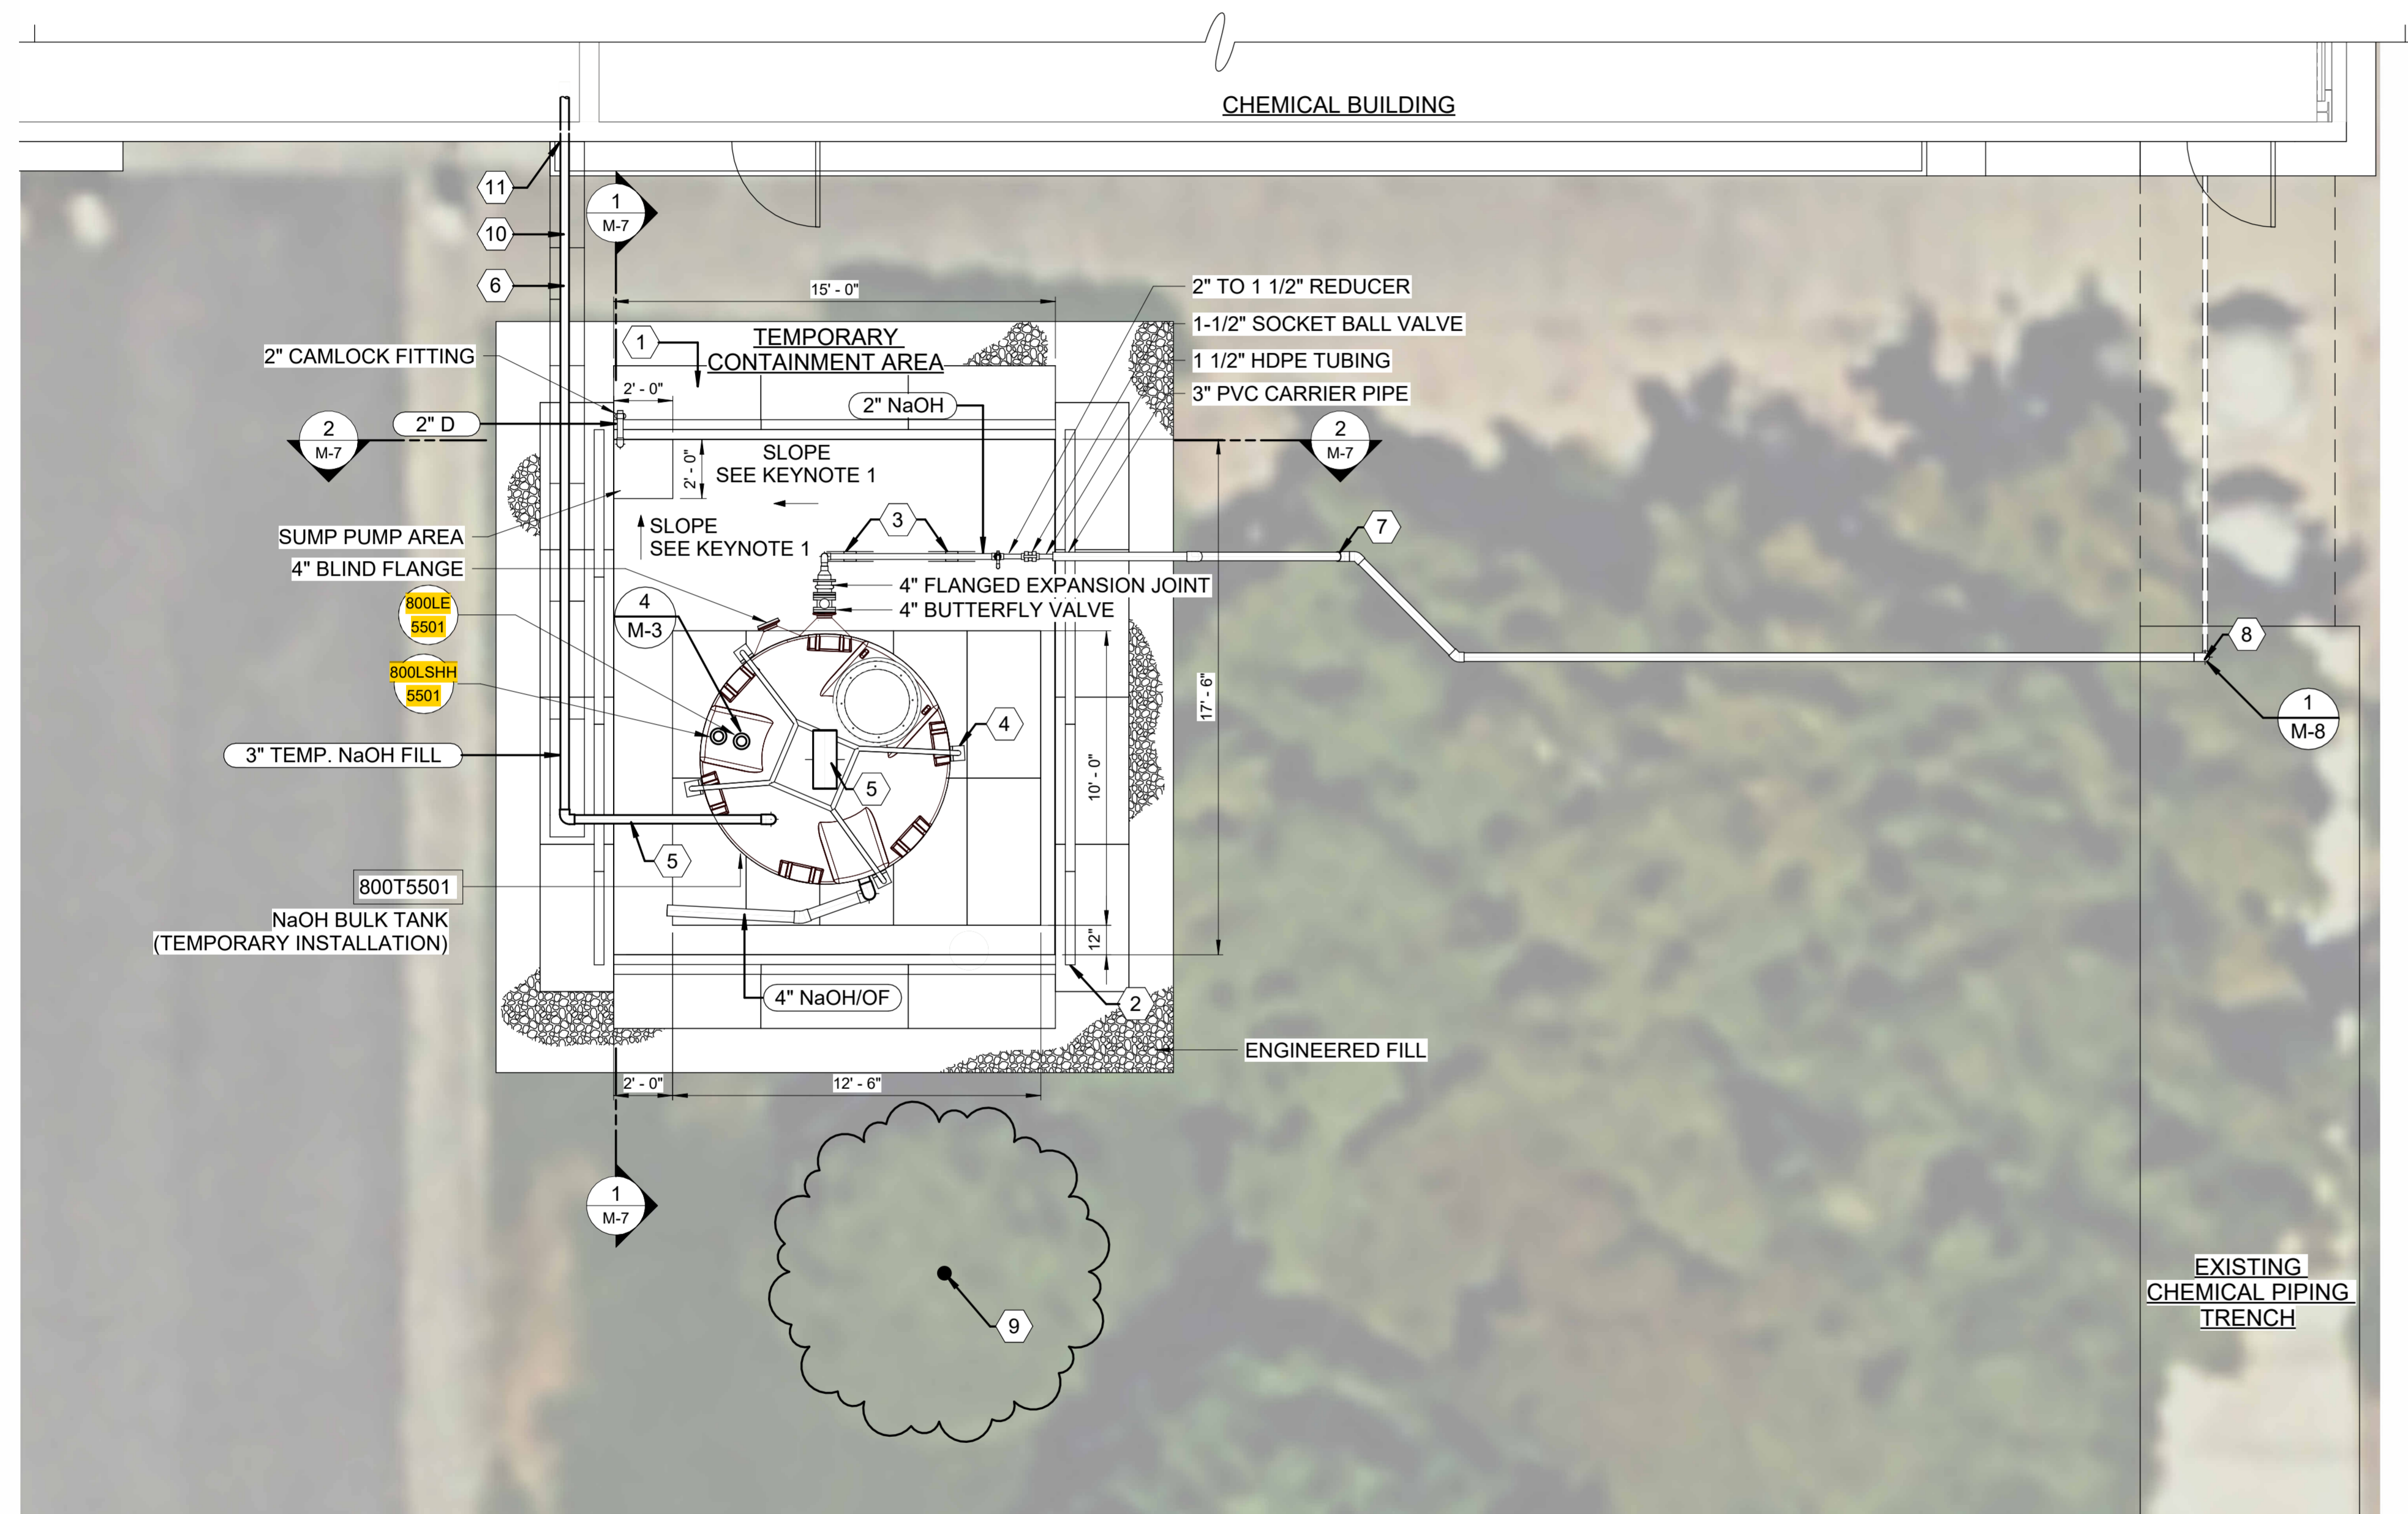 CHEMICAL BUILDING
11
1
M-7
10
6
2" TO 1 1/2" REDUCER
15' - 0"
1-1/2" SOCKET BALL VALVE
TEMPORARY
CONTAINMENT AREA
1
2" CAMLOCK FITTING
1 1/2" HDPE TUBING
2' - 0"
3" PVC CARRIER PIPE
2" NaOH
2" D
2
M-7
2
M-7
SLOPE
SEE KEYNOTE 1
2' - 0"
3
7
SLOPE
SEE KEYNOTE 1
SUMP PUMP AREA
4" BLIND FLANGE
4" FLANGED EXPANSION JOINT
4" BUTTERFLY VALVE
800LE
5501
4
M-3
8
800LSHH
5501
17' - 6"
1
M-8
4
3" TEMP. NaOH FILL
10' - 0"
5
5
800T5501
NaOH BULK TANK
(TEMPORARY INSTALLATION)
12"
4" NaOH/OF
2
ENGINEERED FILL
2' - 0"
12' - 6"
1
M-7
EXISTING
CHEMICAL PIPING
TRENCH
9